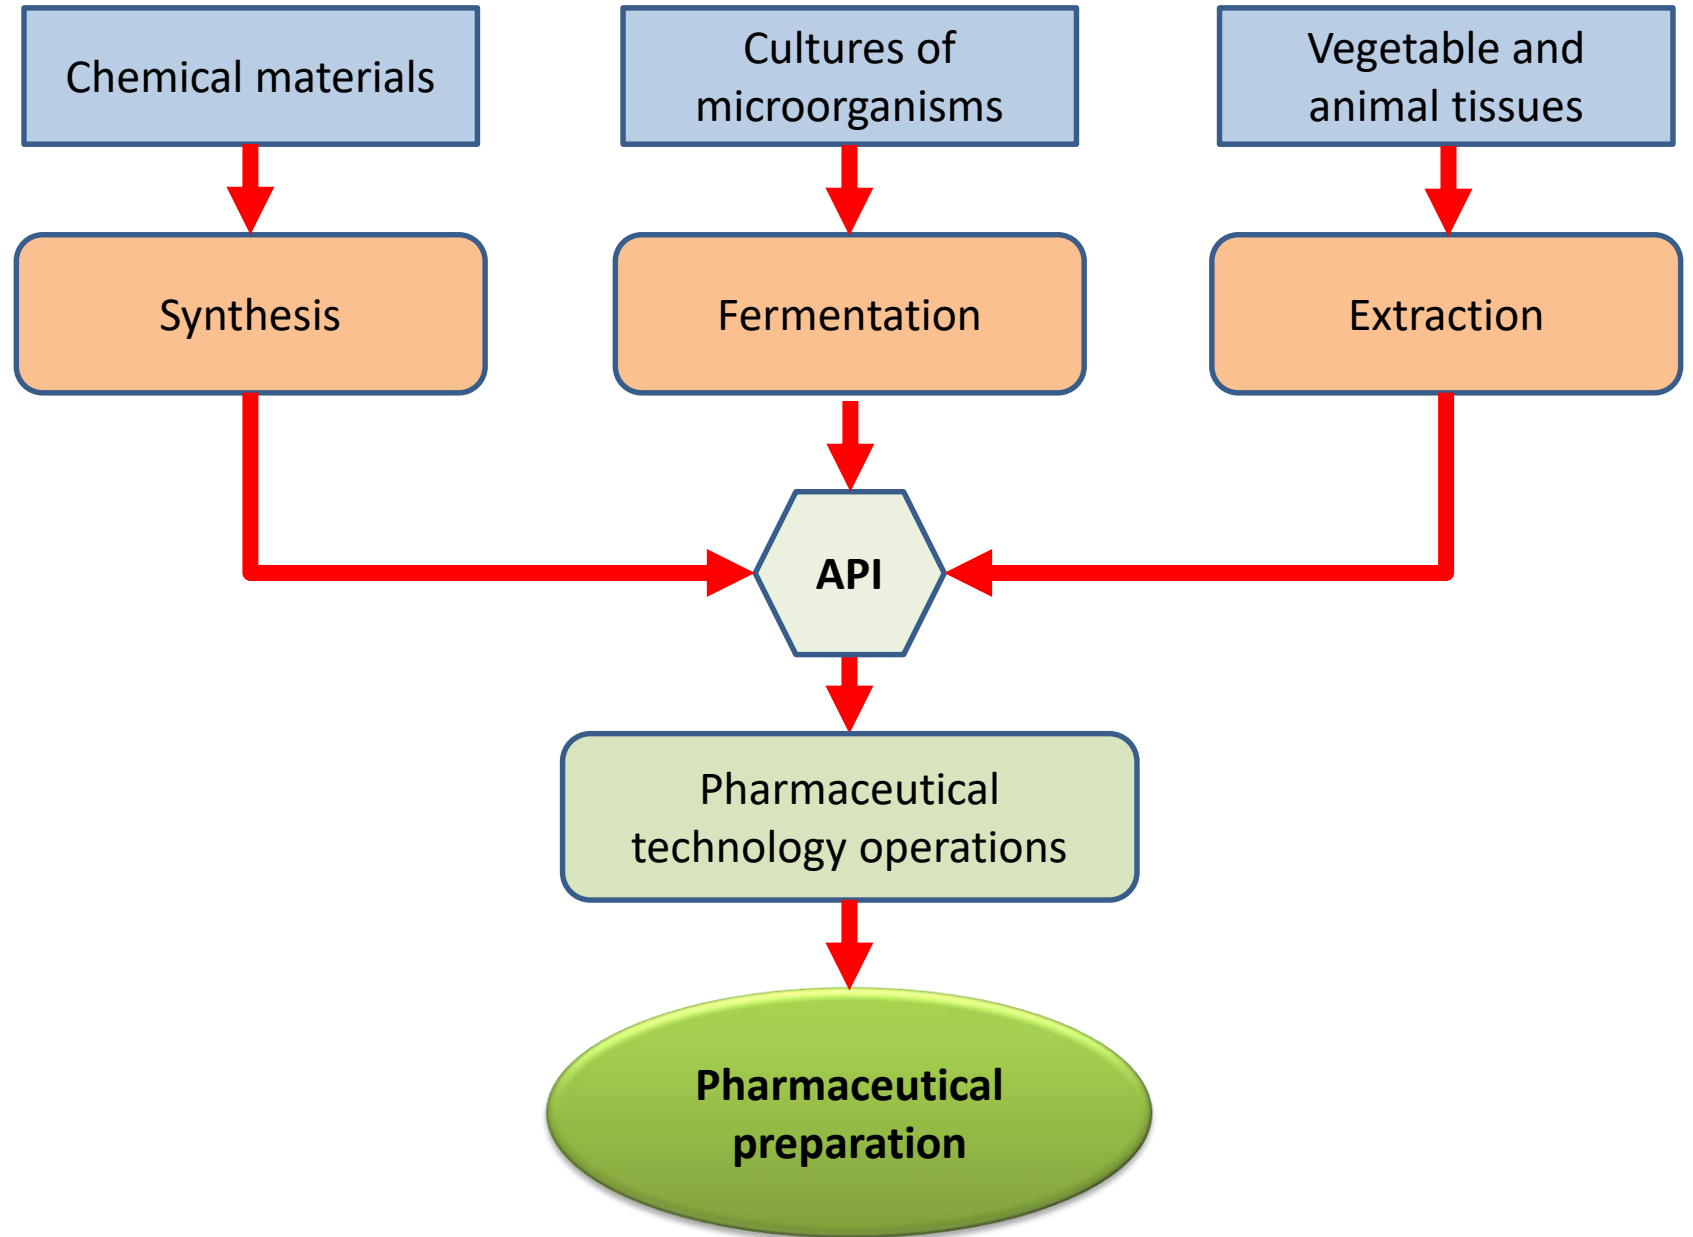 Chemical materials
Cultures of
microorganisms
Vegetable and
animal tissues
Synthesis
Fermentation
Extraction
API
Pharmaceutical
technology operations
Pharmaceutical
preparation